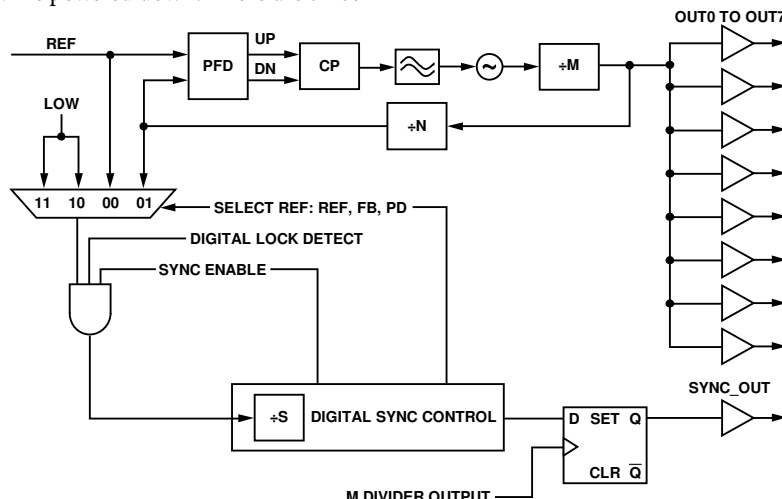 OUT0 TO OUT7
REF
UP
PFD
DN
CP
÷M
LOW
÷N
11 10 00 01
SELECT REF: REF, FB, PD
DIGITAL LOCK DETECT
SYNC ENABLE
SYNC_OUT
÷S
DIGITAL SYNC CONTROL
D SET Q
CLR Q̅
M DIVIDER OUTPUT